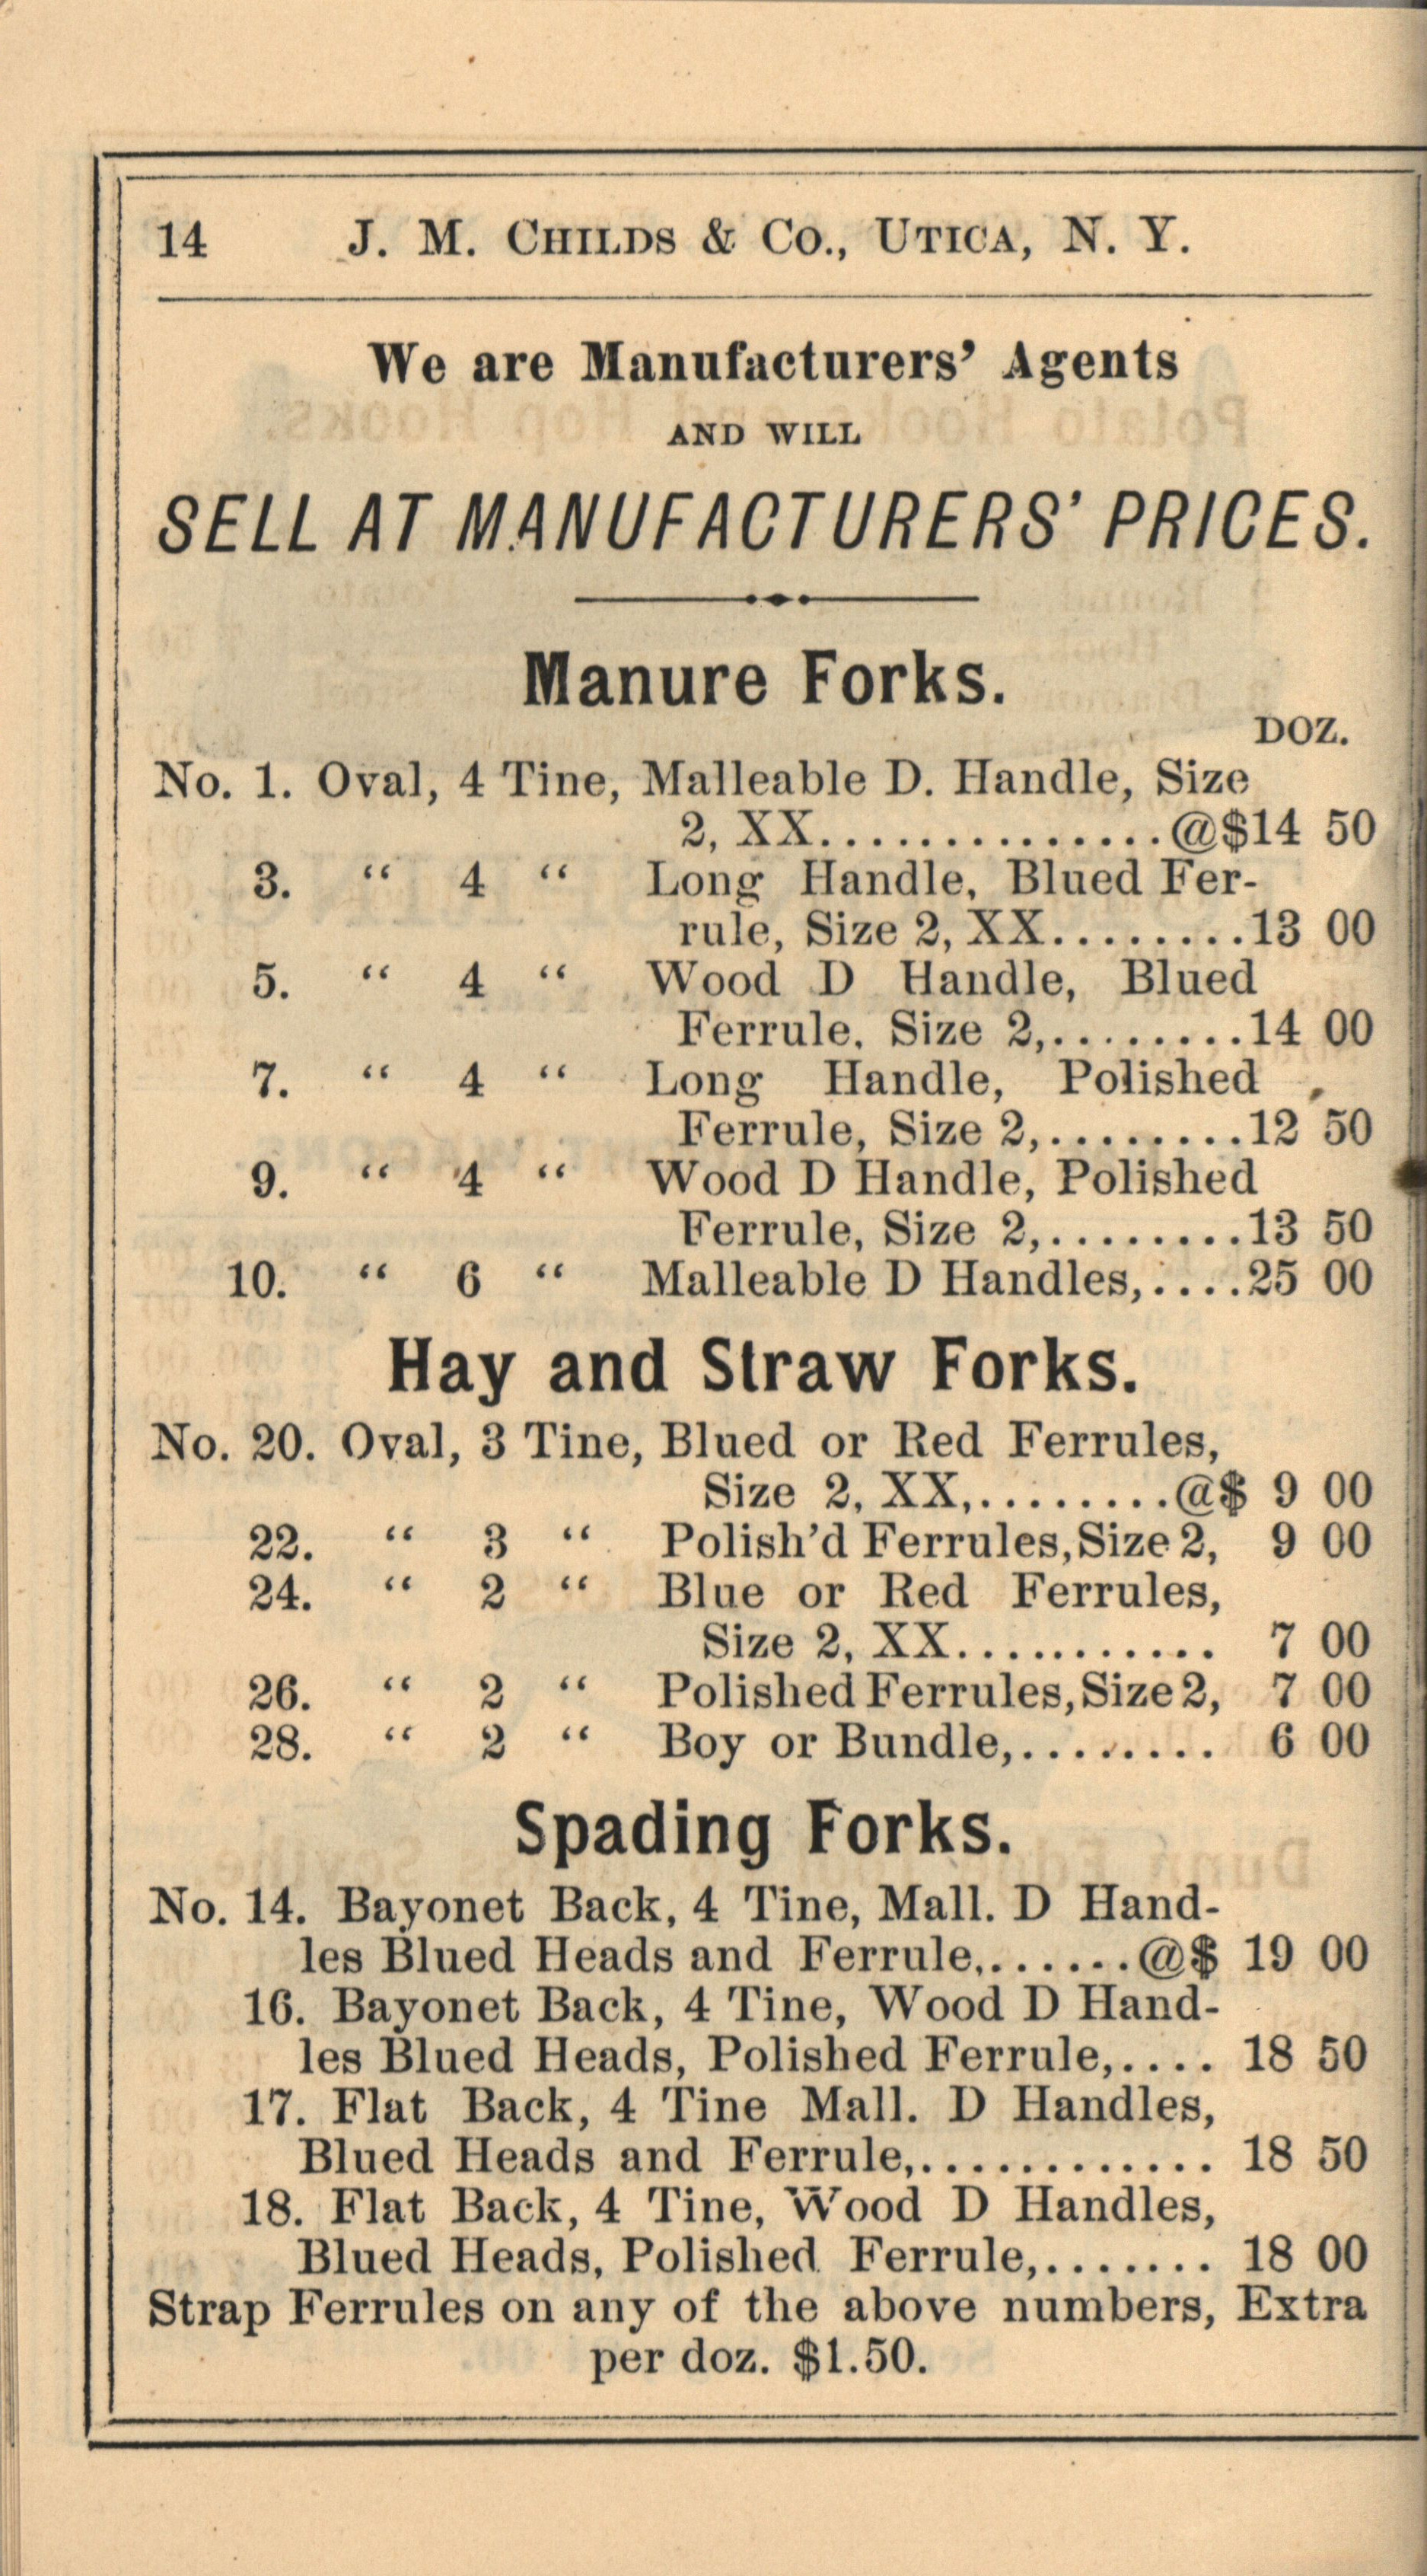 14 J. M. CHILDS & CO., UTICA, N. Y.
We are Manufacturers' Agents
AND WILL
SELL AT MANUFACTURERS' PRICES.
Manure Forks.
DOZ.
No. 1. Oval, 4 Tine, Malleable D. Handle, Size
2, XX...............@$14 50
3. “ 4 “ Long Handle, Blued Fer-
rule, Size 2, XX........13 00
5. “ 4 “ Wood D Handle, Blued
Ferrule, Size 2,........14 00
7. “ 4 “ Long Handle, Polished
Ferrule, Size 2,........12 50
9. “ 4 “ Wood D Handle, Polished
Ferrule, Size 2,........13 50
10. “ 6 “ Malleable D Handles,....25 00
Hay and Straw Forks.
No. 20. Oval, 3 Tine, Blued or Red Ferrules,
Size 2, XX,........@$ 9 00
22. “ 3 “ Polish'd Ferrules, Size 2, 9 00
24. “ 2 “ Blue or Red Ferrules,
Size 2, XX........... 7 00
26. “ 2 “ Polished Ferrules, Size 2, 7 00
28. “ 2 “ Boy or Bundle,........ 6 00
Spading Forks.
No. 14. Bayonet Back, 4 Tine, Mall. D Hand-
les Blued Heads and Ferrule,......@$ 19 00
16. Bayonet Back, 4 Tine, Wood D Hand-
les Blued Heads, Polished Ferrule,.... 18 50
17. Flat Back, 4 Tine Mall. D Handles,
Blued Heads and Ferrule,............. 18 50
18. Flat Back, 4 Tine, Wood D Handles,
Blued Heads, Polished Ferrule,....... 18 00
Strap Ferrules on any of the above numbers, Extra
per doz. $1.50.